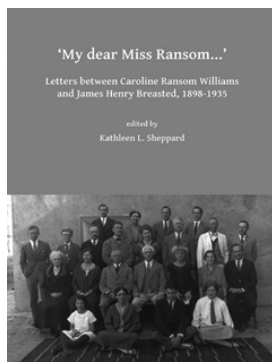 ‘My dear Miss Ransom...’
Letters between Caroline Ransom Williams
and James Henry Breasted, 1898-1935
edited by
Kathleen L. Sheppard